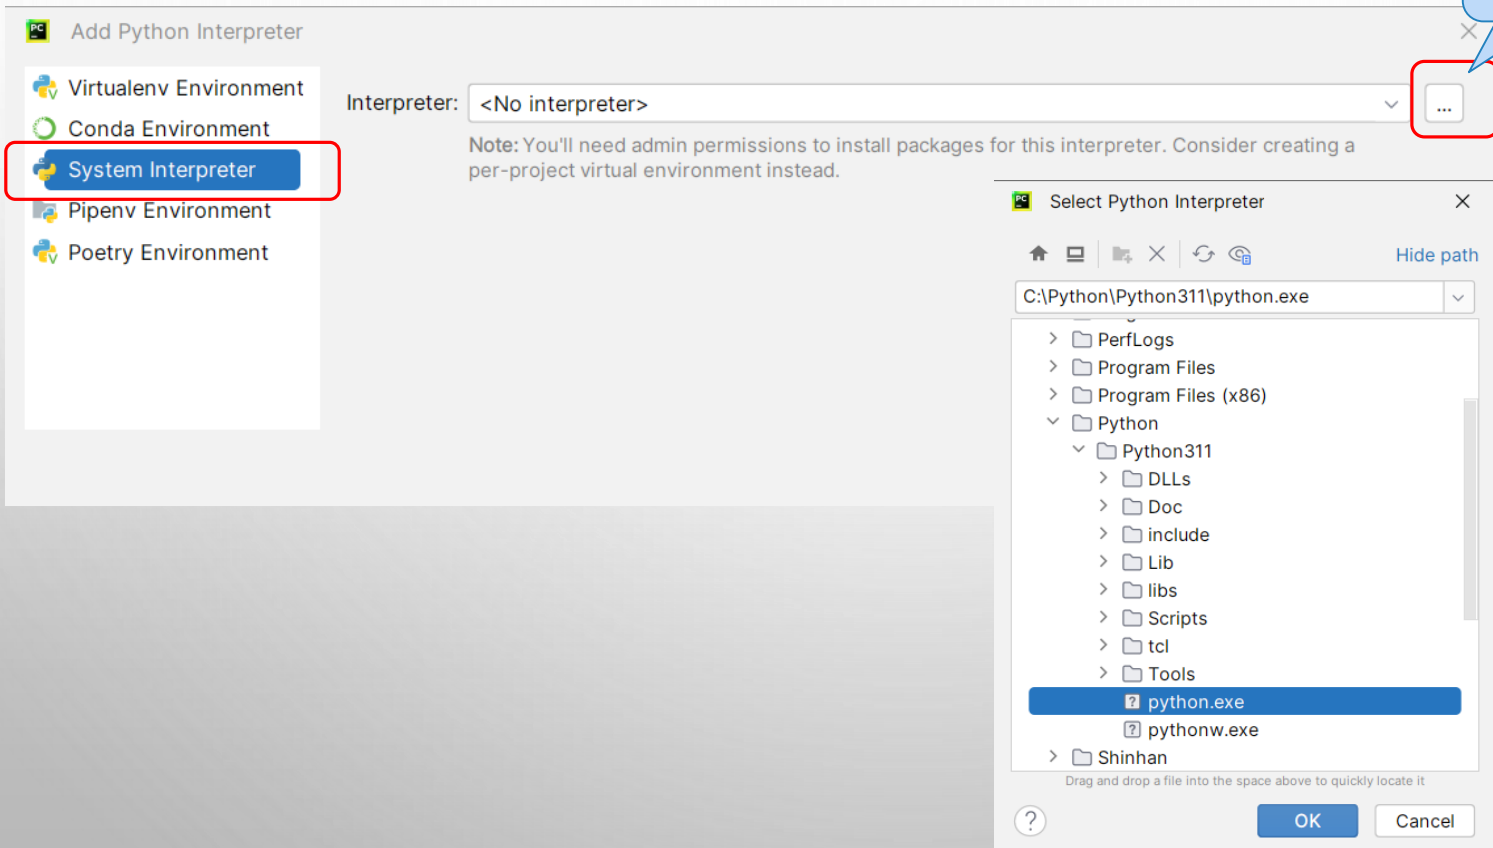 Add Python Interpreter
Virtualenv Environment
Conda Environment
System Interpreter
Pipenv Environment
Poetry Environment
Interpreter: <No interpreter> ...
Note: You'll need admin permissions to install packages for this interpreter. Consider creating a
per-project virtual environment instead.
Select Python Interpreter
Hide path
C:\Python\Python311\python.exe
PerfLogs
Program Files
Program Files (x86)
Python
Python311
DLLs
Doc
include
Lib
libs
Scripts
tcl
Tools
python.exe
pythonw.exe
Shinhan
Drag and drop a file into the space above to quickly locate it
? OK Cancel